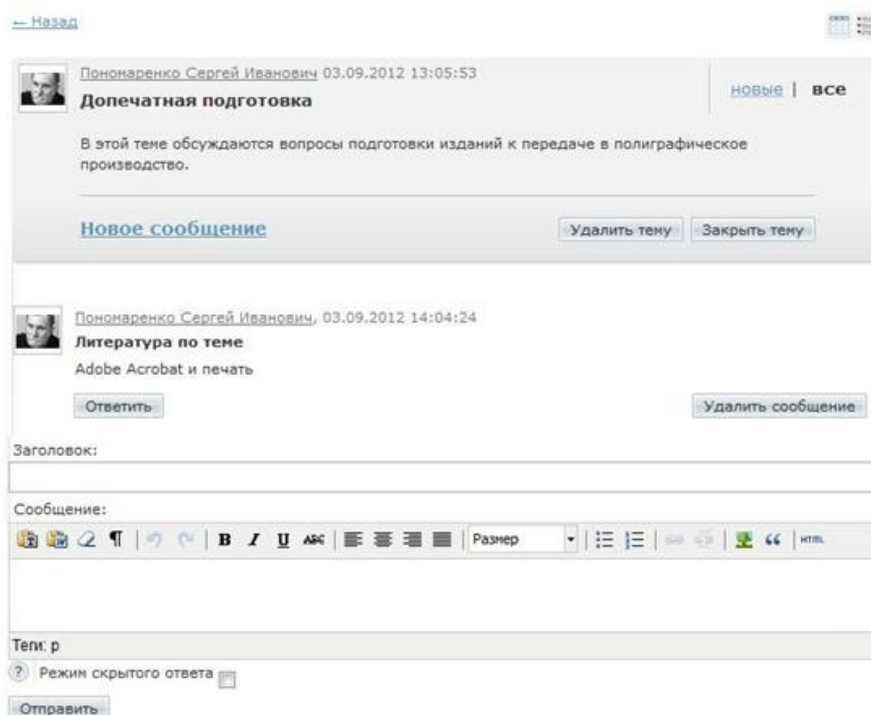 ← Назад
Пономаренко Сергей Иванович 03.09.2012 13:05:53
новые | все
Допечатная подготовка
В этой теме обсуждаются вопросы подготовки изданий к передаче в полиграфическое
производство.
Новое сообщение
Удалить тему
Закрыть тему
Пономаренко Сергей Иванович, 03.09.2012 14:04:24
Литература по теме
Adobe Acrobat и печать
Ответить
Удалить сообщение
Заголовок:
Сообщение:
B I U ABC Размер HTML
Теги: p
? Режим скрытого ответа
Отправить